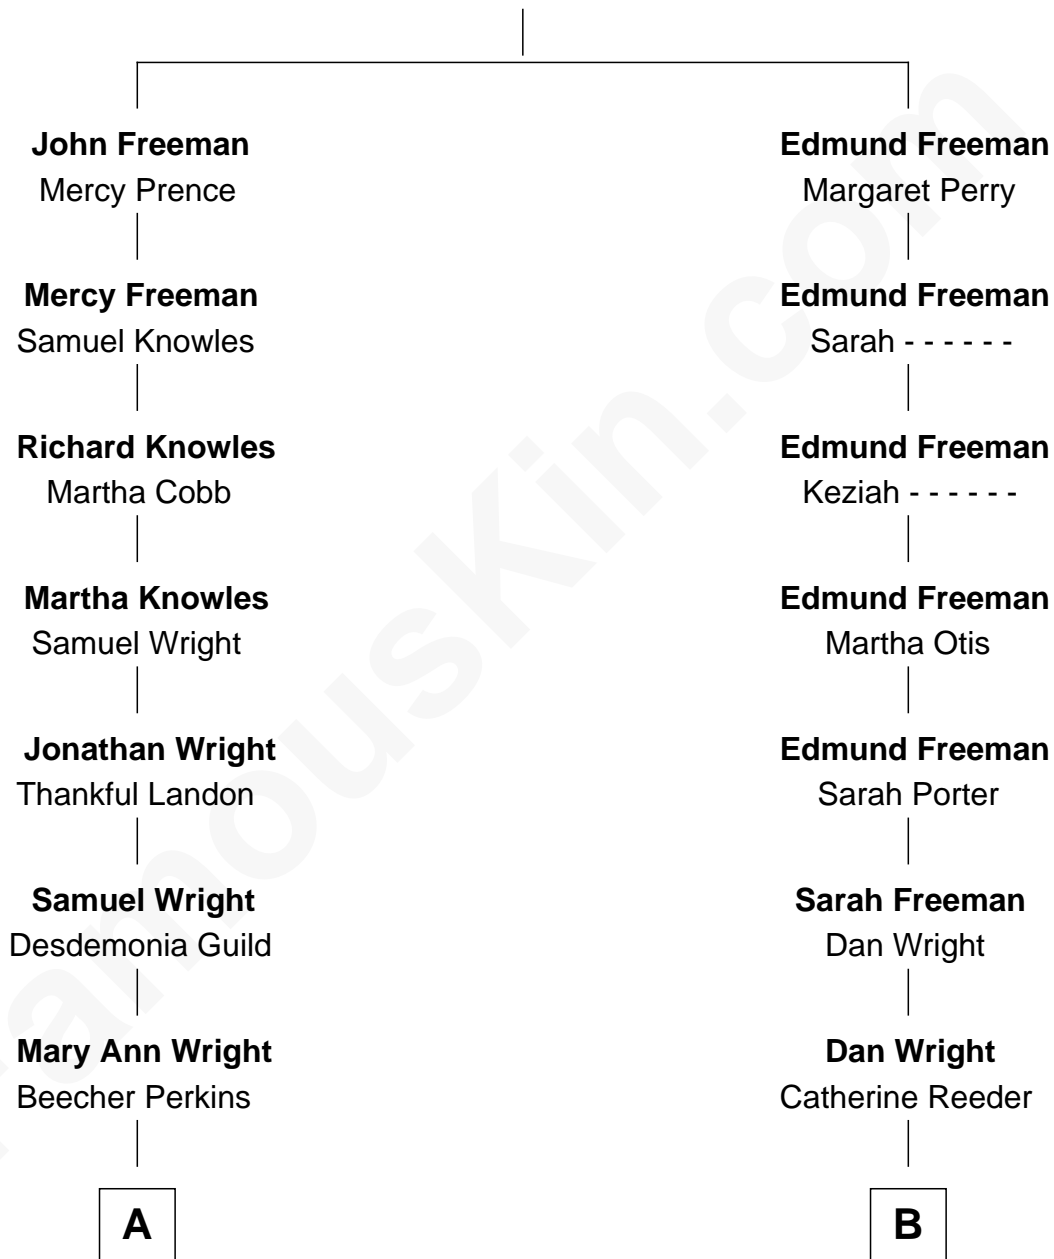 John Freeman
Mercy Prence
Mercy Freeman
Samuel Knowles
Richard Knowles
Martha Cobb
Martha Knowles
Samuel Wright
Jonathan Wright
Thankful Landon
Samuel Wright
Desdemonia Guild
Mary Ann Wright
Beecher Perkins
A
Edmund Freeman
Margaret Perry
Edmund Freeman
Sarah - - - - - -
Edmund Freeman
Keziah - - - - - -
Edmund Freeman
Martha Otis
Edmund Freeman
Sarah Porter
Sarah Freeman
Dan Wright
Dan Wright
Catherine Reeder
B
FamousKin.com